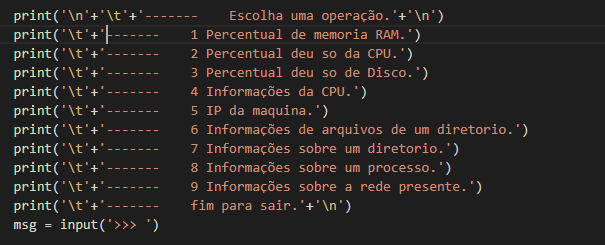 print('\n'+'\t'+'-------    Escolha uma operação.'+'\n')
print('\t'+'-------    1 Percentual de memoria RAM.')
print('\t'+'-------    2 Percentual deu so da CPU.')
print('\t'+'-------    3 Percentual deu so de Disco.')
print('\t'+'-------    4 Informações da CPU.')
print('\t'+'-------    5 IP da maquina.')
print('\t'+'-------    6 Informações de arquivos de um diretorio.')
print('\t'+'-------    7 Informações sobre um diretorio.')
print('\t'+'-------    8 Informações sobre um processo.')
print('\t'+'-------    9 Informações sobre a rede presente.')
print('\t'+'-------    fim para sair.'+'\n')
msg = input('>>> ')